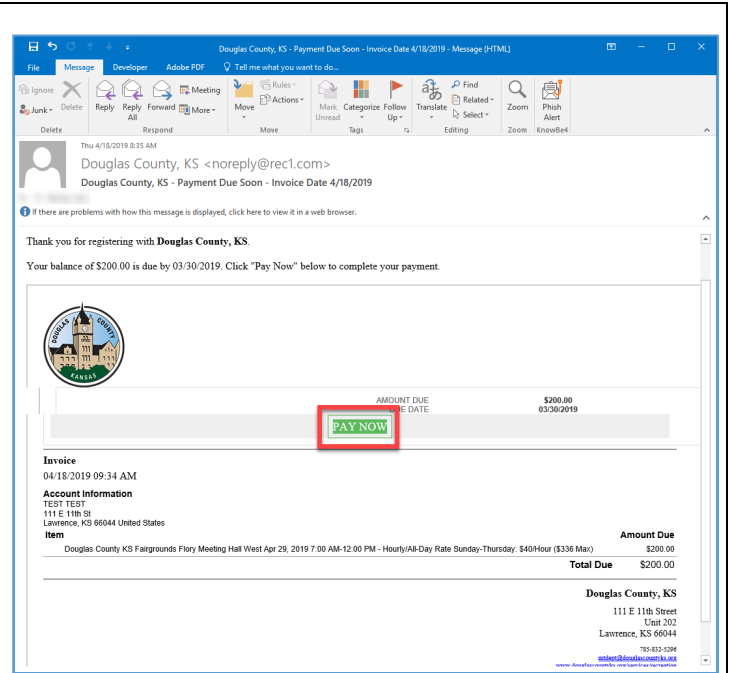 Douglas County, KS - Payment Due Soon - Invoice Date 4/18/2019 - Message (HTML)
File Message Developer Adobe PDF Tell me what you want to do...
Ignore Junk Delete
Delete
Reply Reply All Forward Meeting More
Respond
Move Rules Actions
Move
Mark Unread Categorize Follow Up
Tags
Translate Find Related Select
Editing
Zoom
Zoom
Phish Alert
KnowBe4
Thu 4/18/2019 8:35 AM
Douglas County, KS <noreply@rec1.com>
Douglas County, KS - Payment Due Soon - Invoice Date 4/18/2019
If there are problems with how this message is displayed, click here to view it in a web browser.
Thank you for registering with Douglas County, KS.
Your balance of $200.00 is due by 03/30/2019. Click "Pay Now" below to complete your payment.
DOUGLAS COUNTY
KANSAS
AMOUNT DUE $200.00
DUE DATE 03/30/2019
PAY NOW
Invoice
04/18/2019 09:34 AM
Account Information
TEST TEST
111 E 11th St
Lawrence, KS 66044 United States
Item Amount Due
Douglas County KS Fairgrounds Flory Meeting Hall West Apr 29, 2019 7:00 AM-12:00 PM - Hourly/All-Day Rate Sunday-Thursday: $40/Hour ($336 Max) $200.00
Total Due $200.00
Douglas County, KS
111 E 11th Street
Unit 202
Lawrence, KS 66044
785-832-5296